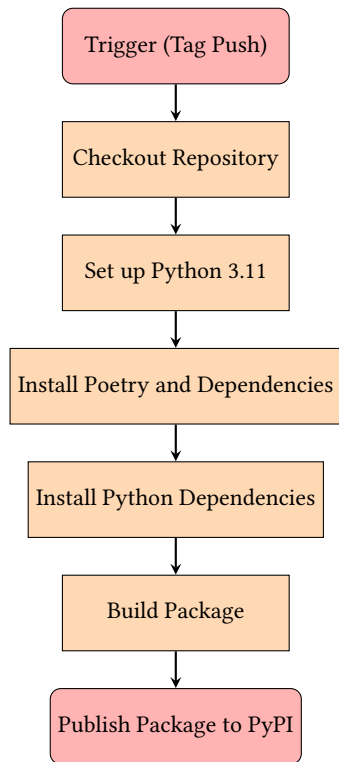 Trigger (Tag Push)
Checkout Repository
Set up Python 3.11
Install Poetry and Dependencies
Install Python Dependencies
Build Package
Publish Package to PyPI